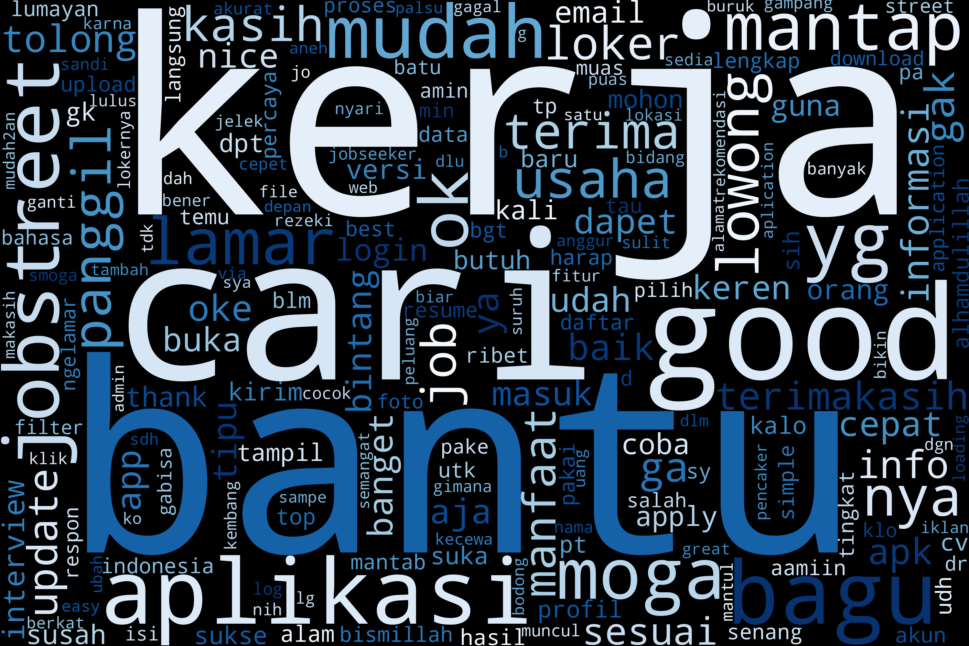 lumayan
karna
tolong
sandi
upload
gk
lulus
langsung
kasih
akurat
proses
palsu
gagal
buruk
gampang
street
nice
aneh
mudah
g
email
loker
mantap
sedia
lengkap
download
pa
jobstreet
mudah2an
ganti
bahasa
smoga
makasih
ngelamar
panggil
lokernya
kerja
percaya
jo
batu
amin
nyari
min
jelek
dpt
cepet
data
jobseeker
dlu
versi
web
muas
puas
tp
satu
mohon
lokasi
terima
b
baru
bidang
usaha
lowong
alamatrekomendasi
guna
application
banyak
informasi
gak
application
alhamdulillah
dah
bener
file
depan
rezeki
temu
tdk
lamar
login
best
bgt
ok
kali
dapet
tau
anggur
sulit
harap
butuh
fitur
yg
sih
orang
tambah
vja
sya
cari
oke
blm
buka
bintang
biar
resume
peluang
job
ya
suruh
ribet
udah
pilih
keren
daftar
baik
good
bikin
admin
thank
kirim
cocok
foto
masuk
d
terimakasih
filter
klik
app
sdh
gabisa
ko
tipu
tampil
bantu
sampe
top
semangat
banget
pake
utk
gimana
aja
kecewa
manfaat
pakai
uang
dlm
coba
ga
sy
salah
apply
kalo
pencaker
simple
cepat
dgn
info
nya
loading
interview
update
respon
kembang
mantab
suka
nama
pt
great
tingkat
klo
iklan
apk
cv
dr
indonesia
ubah
aplikasi
log
nih
lg
bodong
moga
profil
mantul
bagu
aamiin
udh
easy
berkat
susah
isi
sukse
alam
bismillah
hasil
muncul
sesuai
senang
akun